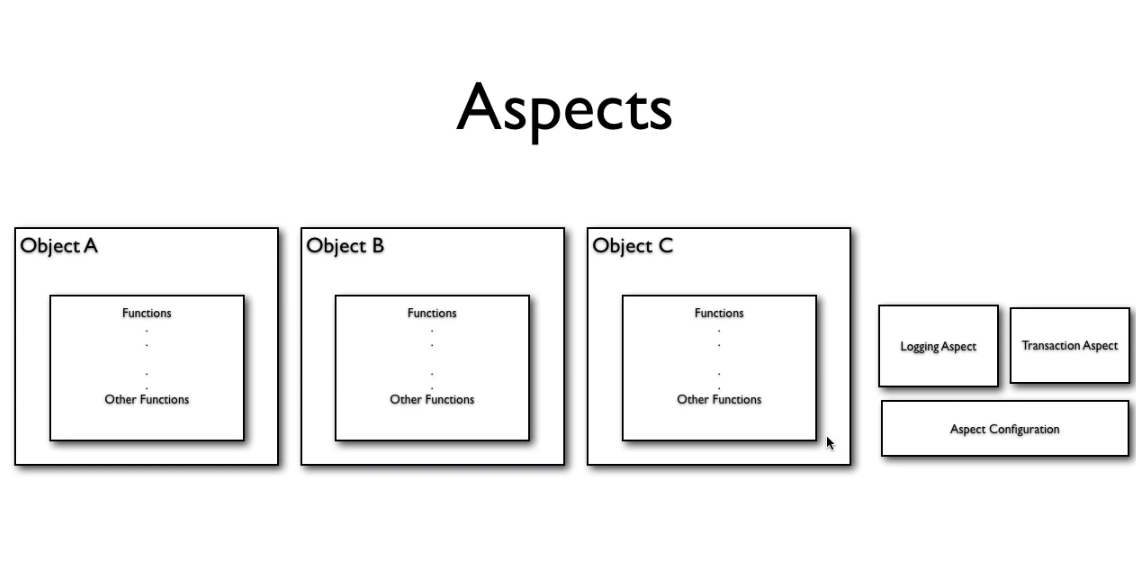 Aspects
Object A
Functions
.
.
.
.
Other Functions
Object B
Functions
.
.
.
.
Other Functions
Object C
Functions
.
.
.
.
Other Functions
Logging Aspect
Transaction Aspect
Aspect Configuration